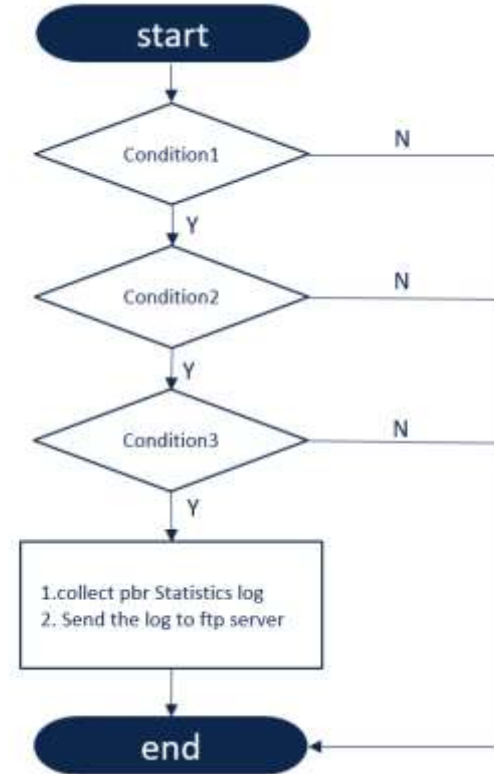 start
Condition1
N
Y
Condition2
N
Y
Condition3
N
Y
1.collect pbr Statistics log
2. Send the log to ftp server
end